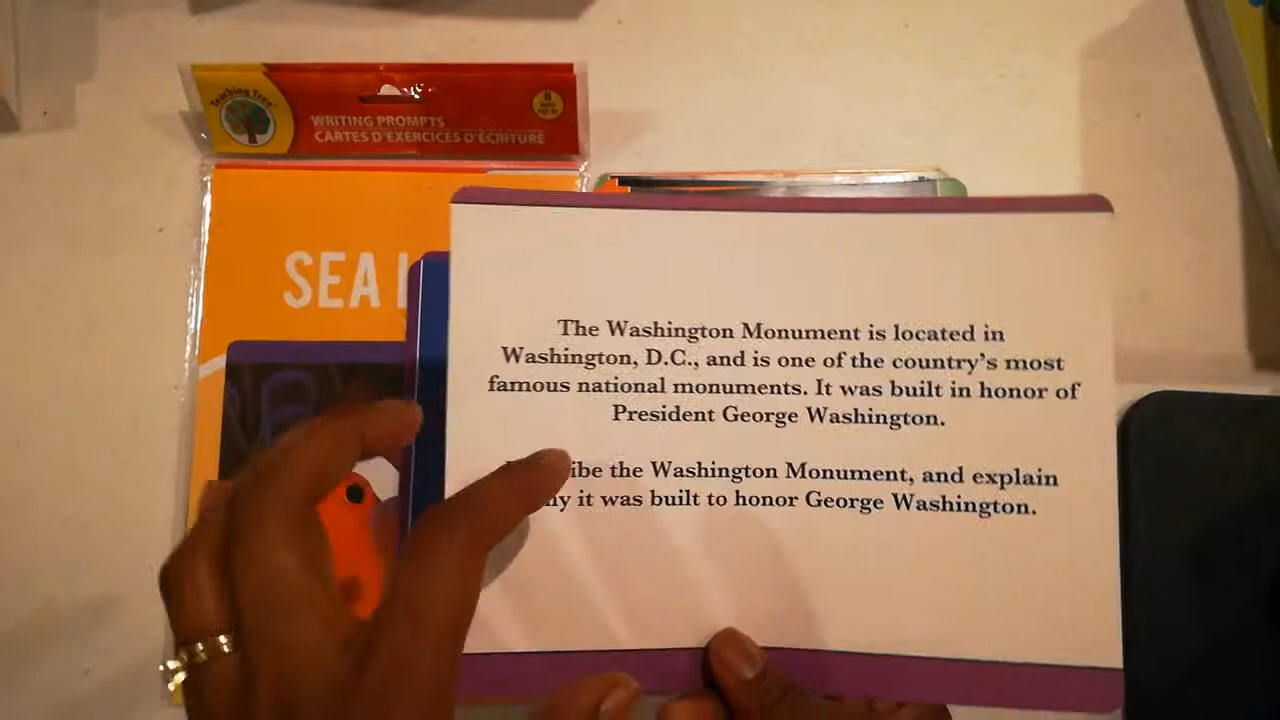 Teaching Tree
WRITING PROMPTS
CARTES D'EXERCICES D'ÉCRITURE
8
SEA
The Washington Monument is located in
Washington, D.C., and is one of the country's most
famous national monuments. It was built in honor of
President George Washington.
the Washington Monument, and explain
it was built to honor George Washington.